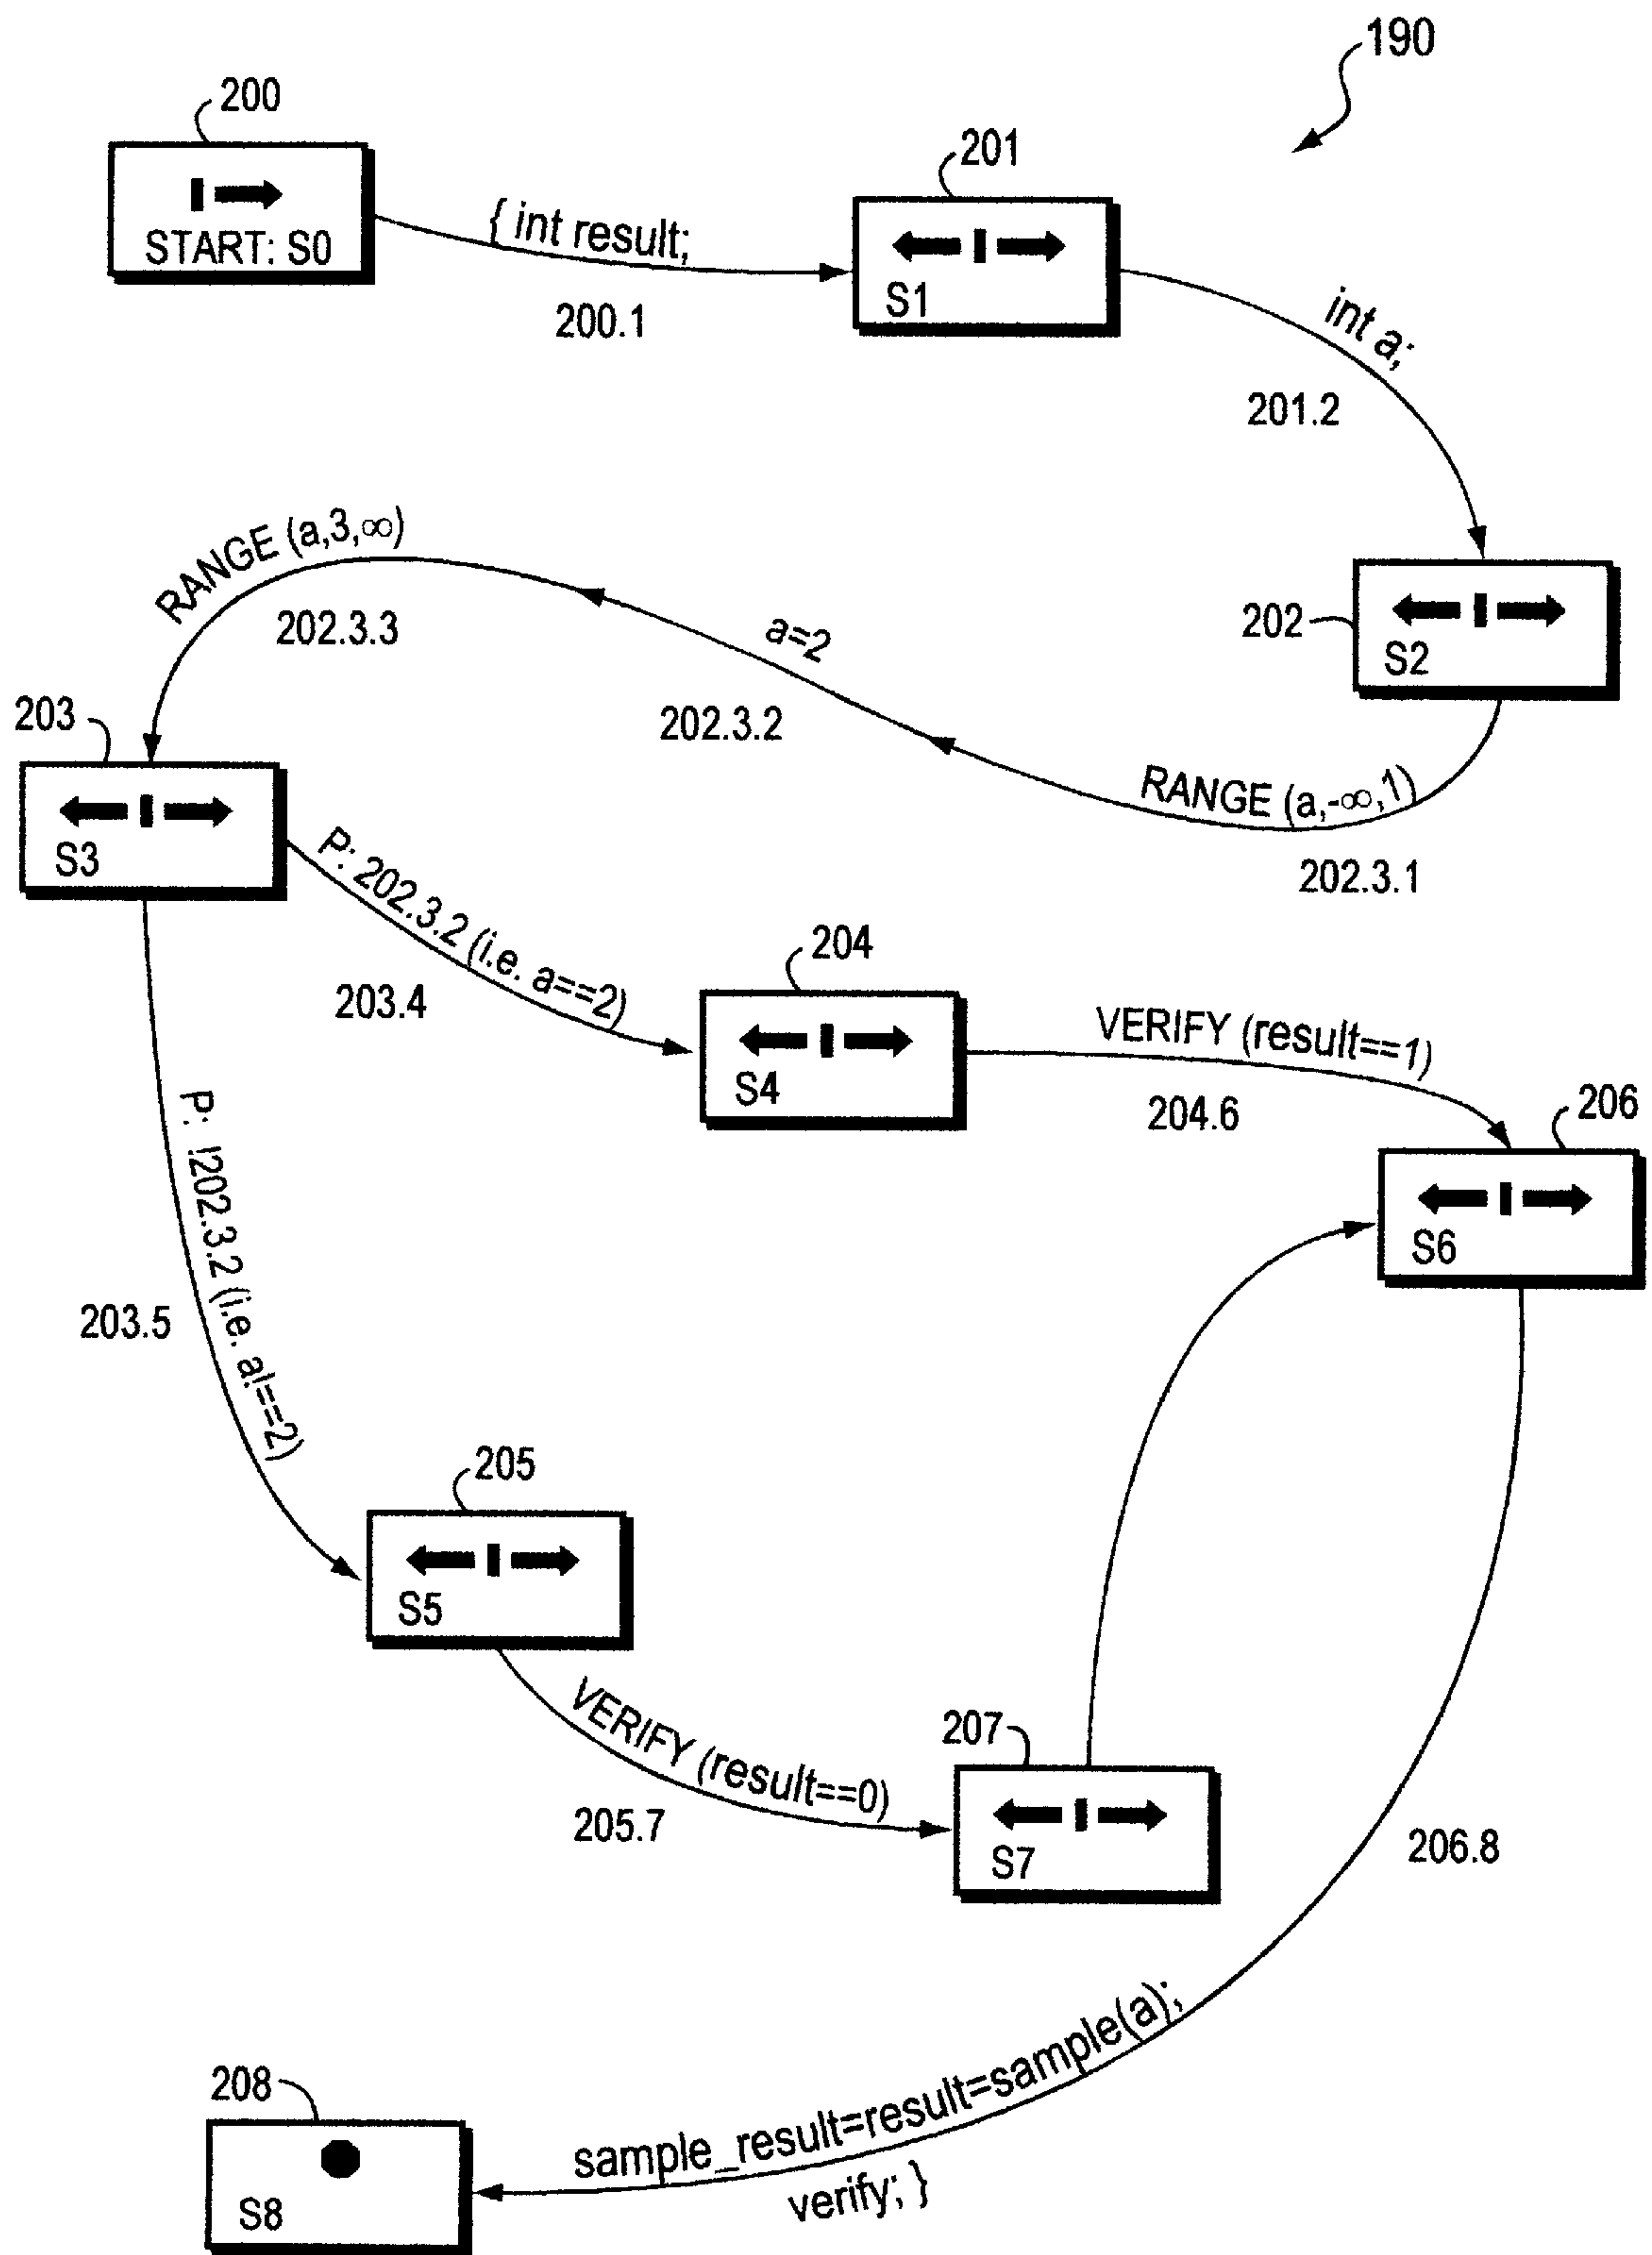 190
200
START: S0
{ int result;
200.1
201
S1
int a;
201.2
202
S2
RANGE (a,-∞,1)
202.3.1
a=2
202.3.2
RANGE (a,3,∞)
202.3.3
203
S3
P: 202.3.2 (i.e. a==2)
203.4
204
S4
VERIFY (result==1)
204.6
206
S6
P: !202.3.2 (i.e. a!==2)
203.5
205
S5
VERIFY (result==0)
205.7
207
S7
206.8
sample_result=result=sample(a);
verify; }
208
S8